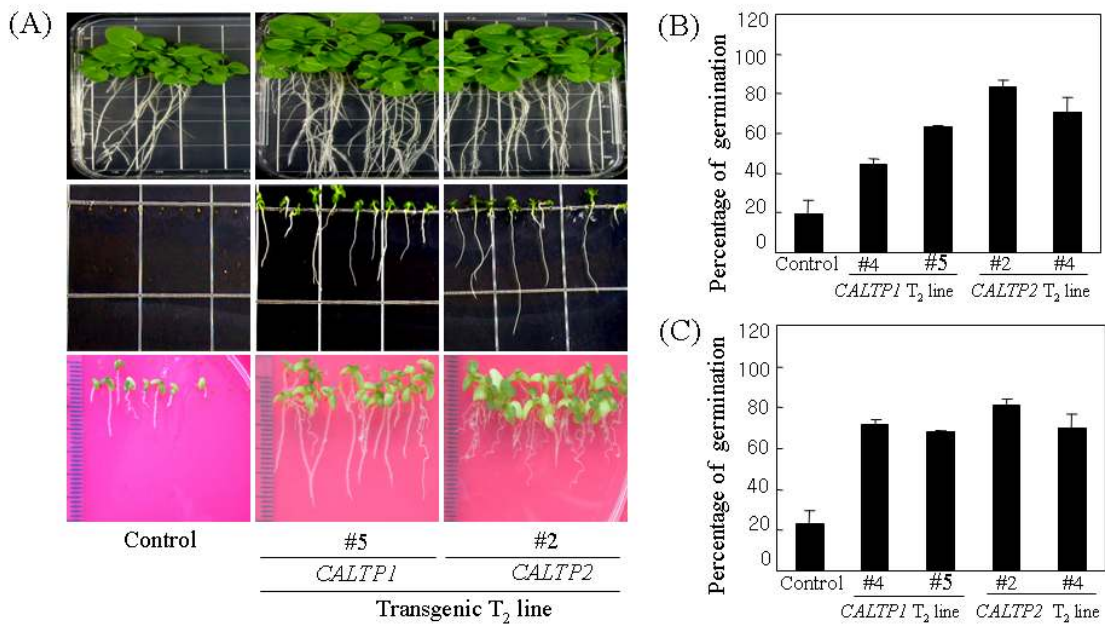 (A)
Control
#5
#2
CALTP1
CALTP2
Transgenic T2 line
(B)
Percentage of germination
120
100
80
60
40
20
0
Control
#4
#5
#2
#4
CALTP1 T2 line
CALTP2 T2 line
(C)
Percentage of germination
120
100
80
60
40
20
0
Control
#4
#5
#2
#4
CALTP1 T2 line
CALTP2 T2 line